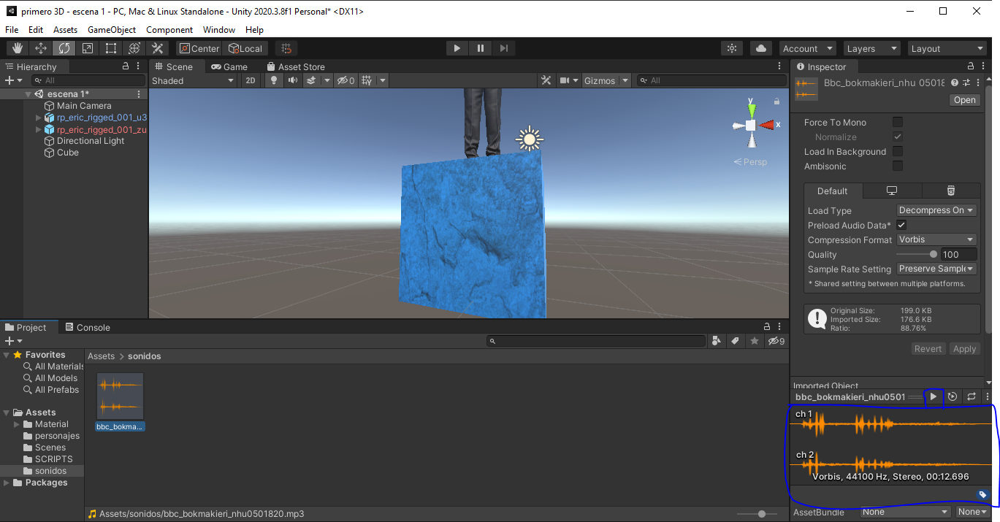 primero 3D - escena 1 - PC, Mac & Linux Standalone - Unity 2020.3.8f1 Personal* <DX11>
File Edit Assets GameObject Component Window Help
Center Local Account Layers Layout
Hierarchy
All
escena 1*
Main Camera
rp_eric_rigged_001_u3
rp_eric_rigged_001_zu
Directional Light
Cube
Scene Game Asset Store
Shaded 2D 0 Gizmos All
y
x
Persp
Inspector
Bbc_bokmakieri_nhu 05018
Open
Force To Mono
Normalize
Load In Background
Ambisonic
Default
Load Type Decompress On
Preload Audio Data*
Compression Format Vorbis
Quality 100
Sample Rate Setting Preserve Sample
* Shared setting between multiple platforms.
Original Size: 199.0 KB
Imported Size: 176.6 KB
Ratio: 88.76%
Revert Apply
Imported Object
bbc_bokmakieri_nhu0501
ch 1
ch 2
Vorbis, 44100 Hz, Stereo, 00:12.696
AssetBundle None None
Project Console
9
Favorites
All Materials
All Models
All Prefabs
Assets
Material
personajes
Scenes
SCRIPTS
sonidos
Packages
Assets > sonidos
bbc_bokma...
Assets/sonidos/bbc_bokmakieri_nhu0501820.mp3